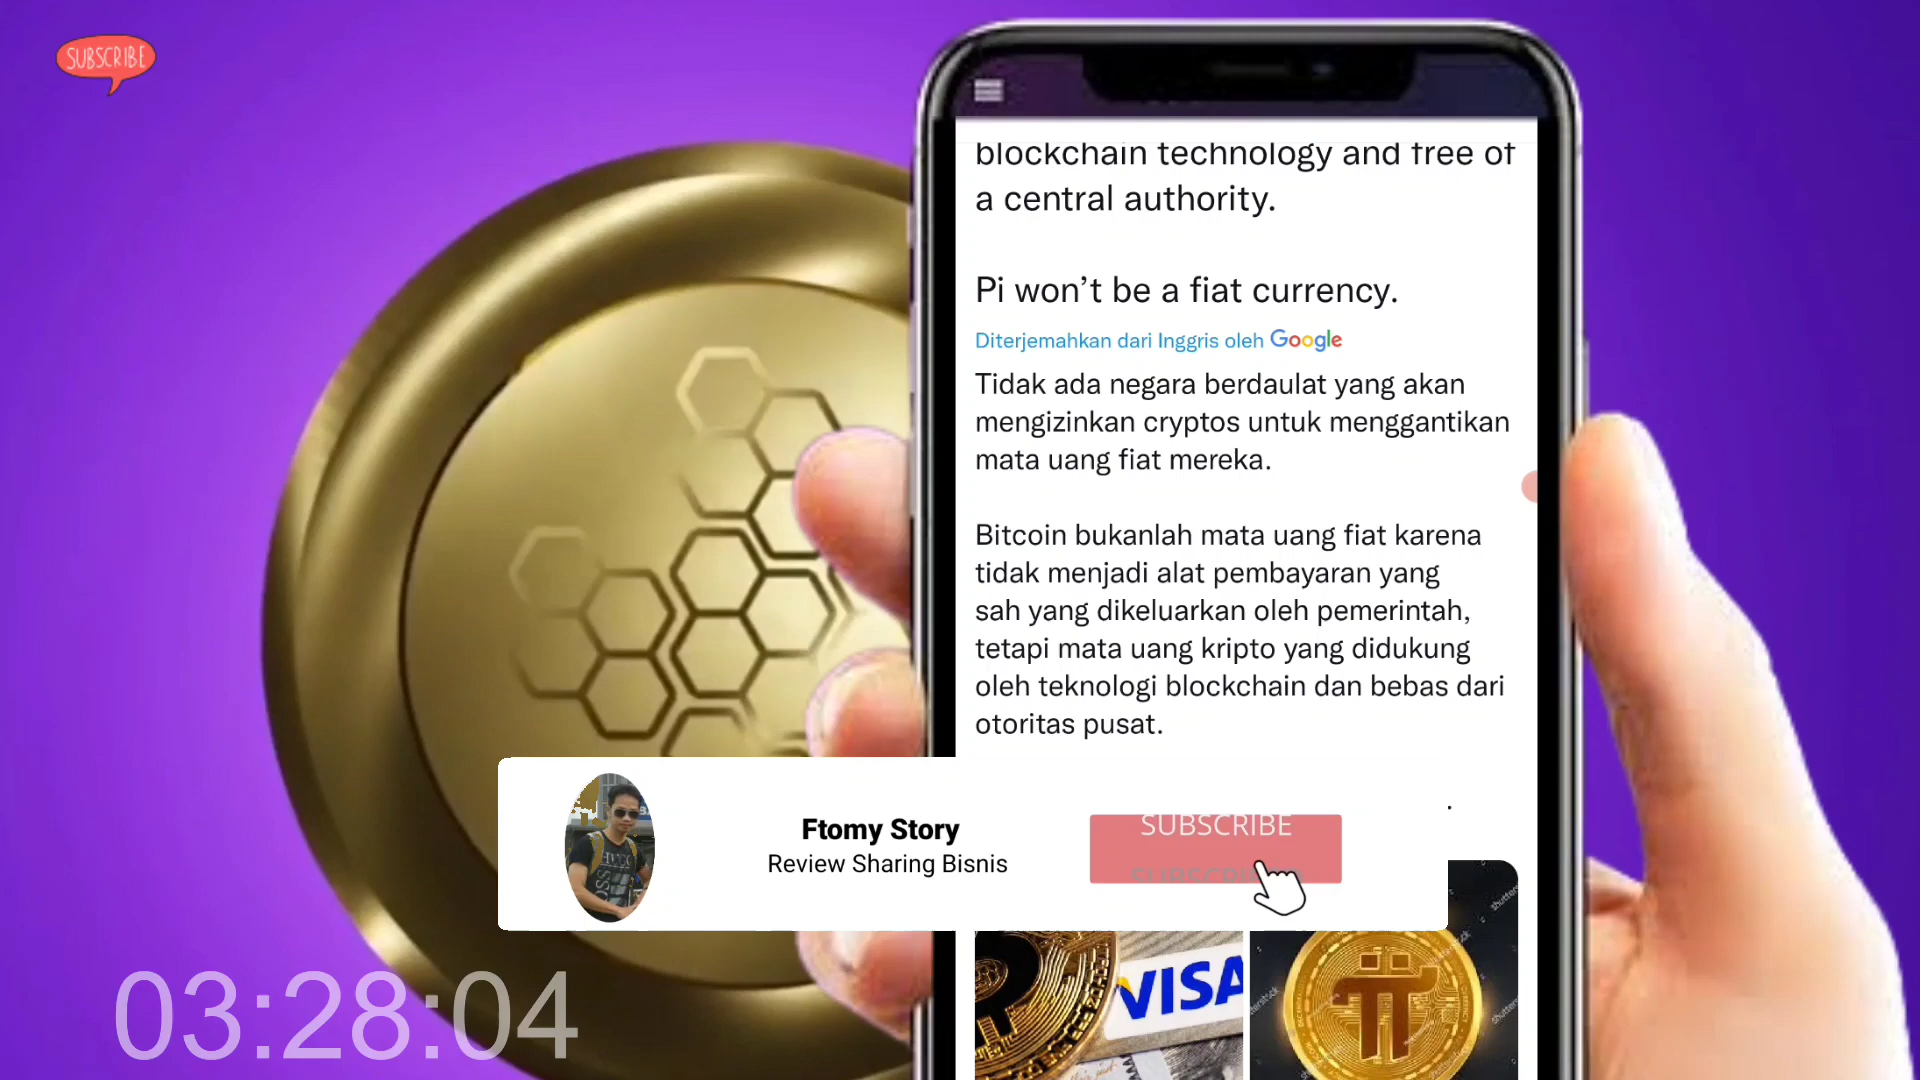 SUBSCRIBE
blockchain technology and free of
a central authority.
Pi won’t be a fiat currency.
Diterjemahkan dari Inggris oleh Google
Tidak ada negara berdaulat yang akan
mengizinkan cryptos untuk menggantikan
mata uang fiat mereka.
Bitcoin bukanlah mata uang fiat karena
tidak menjadi alat pembayaran yang
sah yang dikeluarkan oleh pemerintah,
tetapi mata uang kripto yang didukung
oleh teknologi blockchain dan bebas dari
otoritas pusat.
Ftomy Story
Review Sharing Bisnis
SUBSCRIBE
VISA
03:28:04